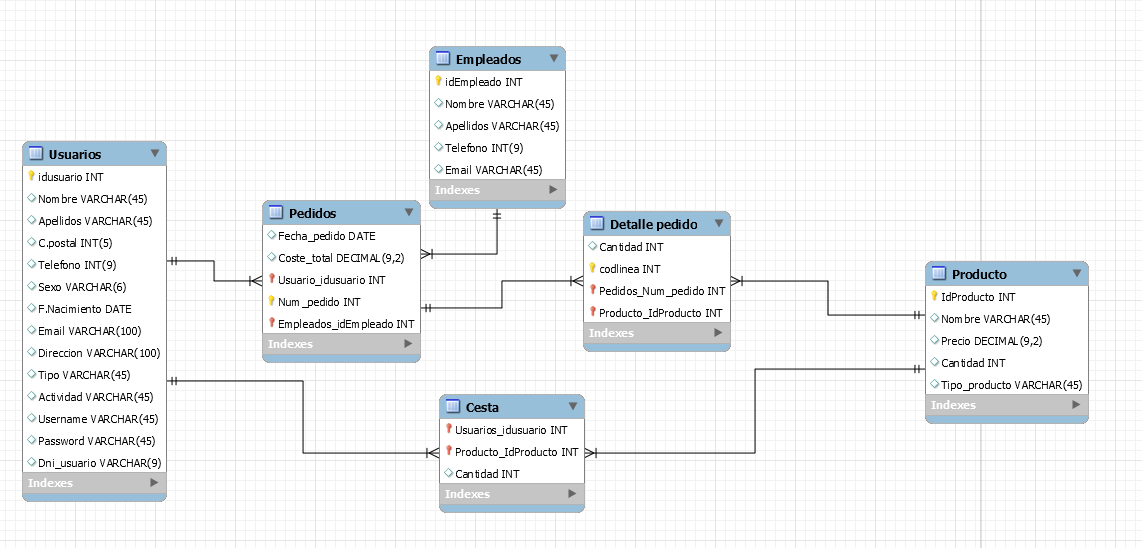 Empleados
idEmpleado INT
Nombre VARCHAR(45)
Apellidos VARCHAR(45)
Telefono INT(9)
Email VARCHAR(45)
Indexes
Usuarios
idusuario INT
Nombre VARCHAR(45)
Apellidos VARCHAR(45)
C.postal INT(5)
Telefono INT(9)
Sexo VARCHAR(6)
F.Nacimiento DATE
Email VARCHAR(100)
Direccion VARCHAR(100)
Tipo VARCHAR(45)
Actividad VARCHAR(45)
Username VARCHAR(45)
Password VARCHAR(45)
Dni_usuario VARCHAR(9)
Indexes
Pedidos
Fecha_pedido DATE
Coste_total DECIMAL(9,2)
Usuario_idusuario INT
Num_pedido INT
Empleados_idEmpleado INT
Indexes
Detalle pedido
Cantidad INT
codlinea INT
Pedidos_Num_pedido INT
Producto_IdProducto INT
Indexes
Producto
IdProducto INT
Nombre VARCHAR(45)
Precio DECIMAL(9,2)
Cantidad INT
Tipo_producto VARCHAR(45)
Indexes
Cesta
Usuarios_idusuario INT
Producto_IdProducto INT
Cantidad INT
Indexes